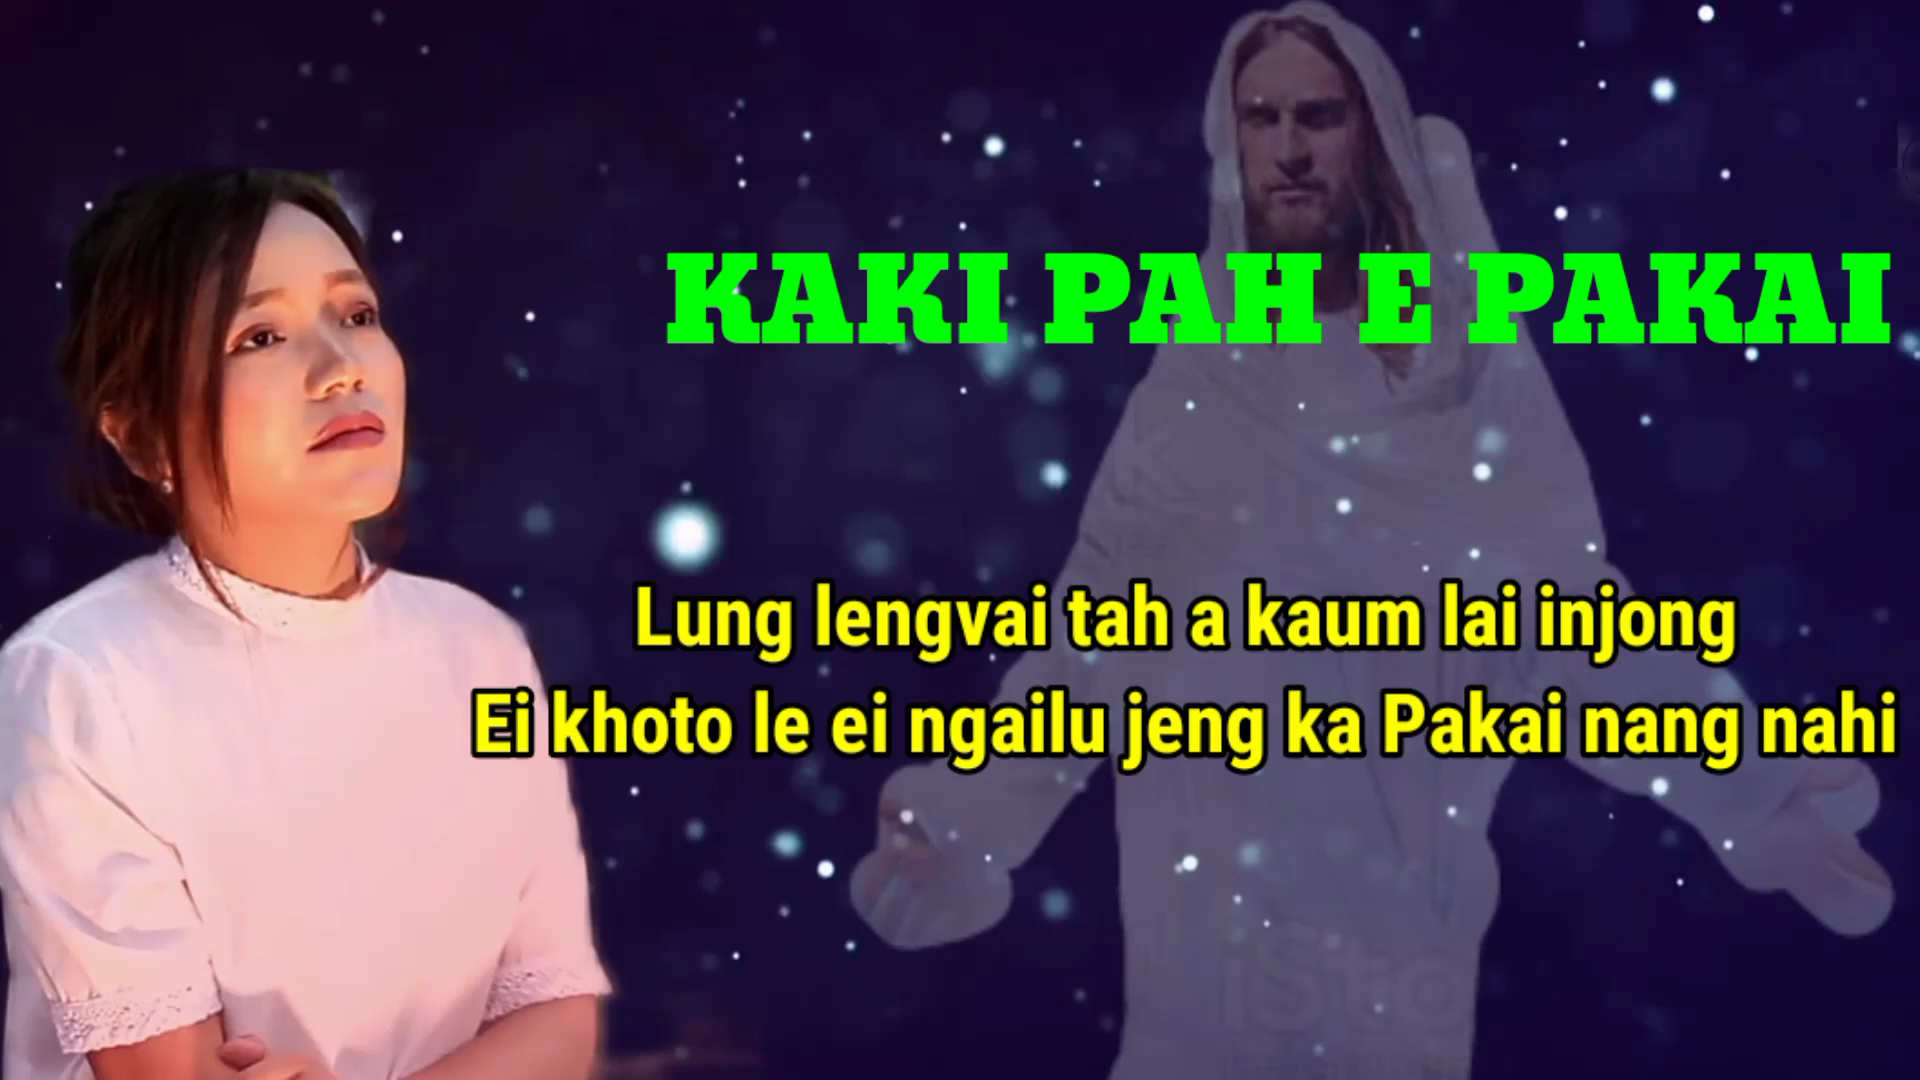 KAKI PAH E PAKAI
Lung lengvai tah a kaum lai injong
Ei khoto le ei ngailu jeng ka Pakai nang nahi
iSto